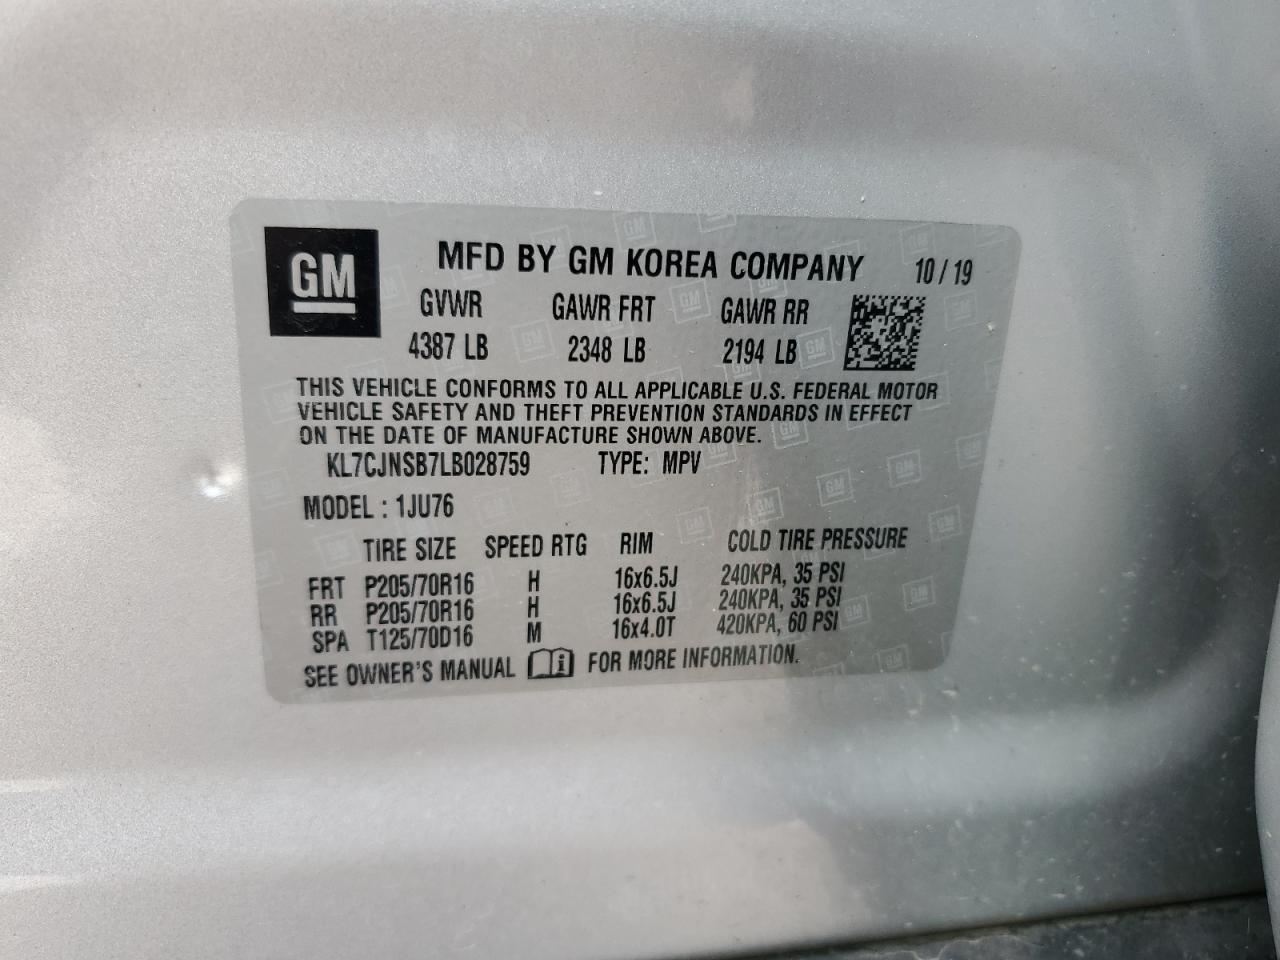 GM
MFD BY GM KOREA COMPANY 10 / 19
GVWR GAWR FRT GAWR RR
4387 LB 2348 LB 2194 LB
THIS VEHICLE CONFORMS TO ALL APPLICABLE U.S. FEDERAL MOTOR
VEHICLE SAFETY AND THEFT PREVENTION STANDARDS IN EFFECT
ON THE DATE OF MANUFACTURE SHOWN ABOVE.
KL7CJNSB7LB028759 TYPE: MPV
MODEL : 1JU76
TIRE SIZE SPEED RTG RIM COLD TIRE PRESSURE
FRT P205/70R16 H 16x6.5J 240KPA, 35 PSI
RR P205/70R16 H 16x6.5J 240KPA, 35 PSI
SPA T125/70D16 M 16x4.0T 420KPA, 60 PSI
SEE OWNER'S MANUAL i FOR MORE INFORMATION.